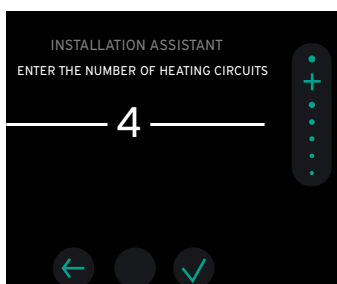 INSTALLATION ASSISTANT
ENTER THE NUMBER OF HEATING CIRCUITS
4